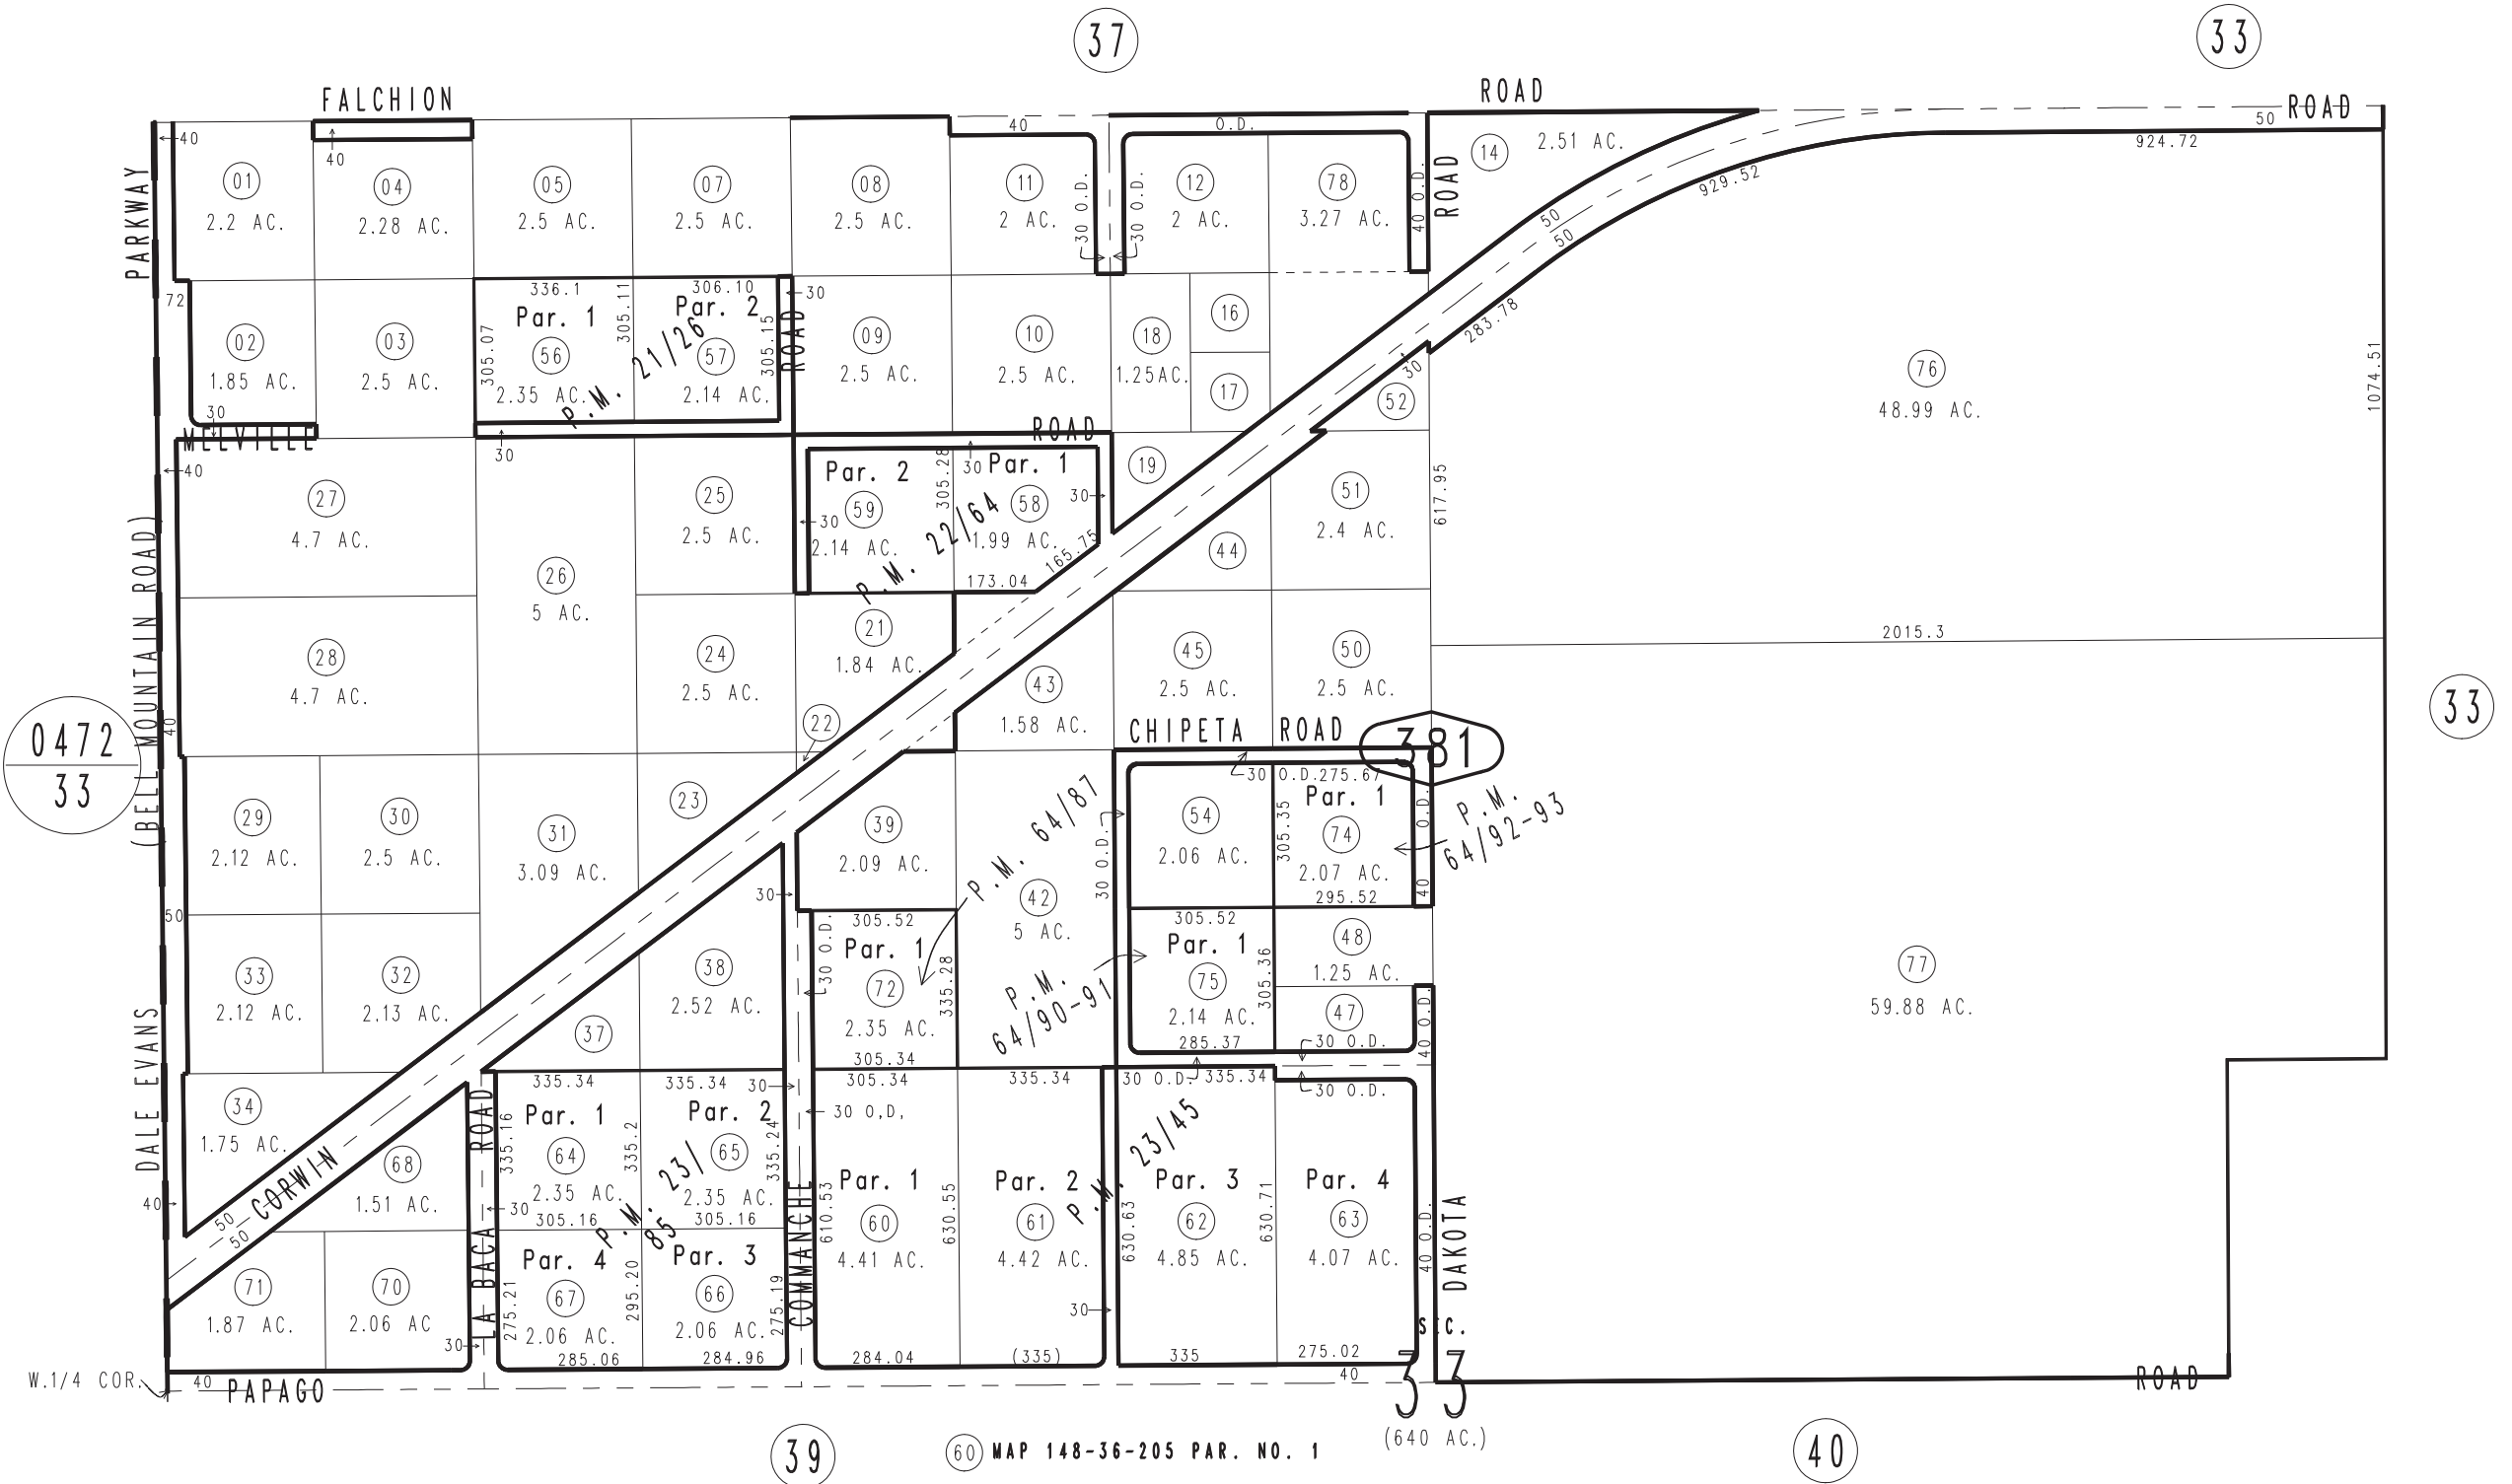 37
33
FALCHION
ROAD
ROAD
40
40
40
O.D.
50
924.72
01
2.2 AC.
04
2.28 AC.
05
2.5 AC.
07
2.5 AC.
08
2.5 AC.
11
2 AC.
30 O.D.
30 O.D.
12
2 AC.
78
3.27 AC.
40 O.D.
ROAD
14
2.51 AC.
50
50
929.52
PARKWAY
72
02
1.85 AC.
03
2.5 AC.
336.1
Par. 1
305.07
305.11
56
2.35 AC.
306.10
Par. 2
57
305.15
2.14 AC.
P.M. 21/26
30
ROAD
09
2.5 AC.
10
2.5 AC.
18
1.25AC.
16
17
283.78
30
52
76
48.99 AC.
1074.51
30
MELVILLE
30
ROAD
40
27
4.7 AC.
25
2.5 AC.
Par. 2
59
2.14 AC.
30
305.28
30
Par. 1
58
1.99 AC.
30
165.75
173.04
P.M. 22/64
19
44
51
2.4 AC.
617.95
26
5 AC.
28
4.7 AC.
24
2.5 AC.
21
1.84 AC.
22
43
1.58 AC.
45
2.5 AC.
50
2.5 AC.
2015.3
(BELL MOUNTAIN ROAD)
40
0472
33
33
CHIPETA ROAD
381
29
2.12 AC.
30
2.5 AC.
31
3.09 AC.
23
39
2.09 AC.
P.M. 64/87
42
5 AC.
30 O.D.
30 O.D.
54
2.06 AC.
275.67
Par. 1
305.35
74
2.07 AC.
295.52
40 O.D.
P.M.
64/92-93
50
33
2.12 AC.
32
2.13 AC.
37
38
2.52 AC.
30
30 O.D.
305.52
Par. 1
72
2.35 AC.
335.28
305.34
P.M.
64/90-91
305.52
Par. 1
75
2.14 AC.
305.36
285.37
48
1.25 AC.
47
30 O.D.
40 O.D.
77
59.88 AC.
DALE EVANS
34
1.75 AC.
40
50
50
CORWIN
68
1.51 AC.
71
1.87 AC.
70
2.06 AC
30
LA BACA ROAD
335.34
Par. 1
335.16
64
2.35 AC.
335.2
30
305.16
335.34
Par. 2
65
335.24
2.35 AC.
305.16
P.M. 23/
85
Par. 4
67
275.21
2.06 AC.
295.20
285.06
Par. 3
66
2.06 AC.
275.19
284.96
30
30 O,D,
COMMANCHE
305.34
Par. 1
60
610.53
4.41 AC.
630.55
284.04
335.34
Par. 2
61
4.42 AC.
30
(335)
P.M. 23/45
30 O.D.
335.34
Par. 3
62
630.63
4.85 AC.
630.71
335
30 O.D.
Par. 4
63
4.07 AC.
275.02
40 O.D.
DAKOTA
SEC.
33
(640 AC.)
W.1/4 COR.
40
PAPAGO
40
ROAD
39
60 MAP 148-36-205 PAR. NO. 1
40